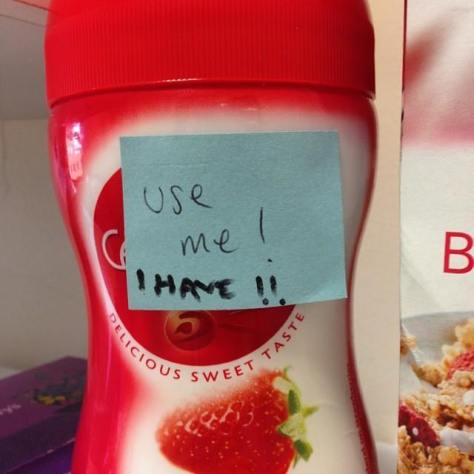 use
me!
I HAVE !!
DELICIOUS SWEET TASTE
B